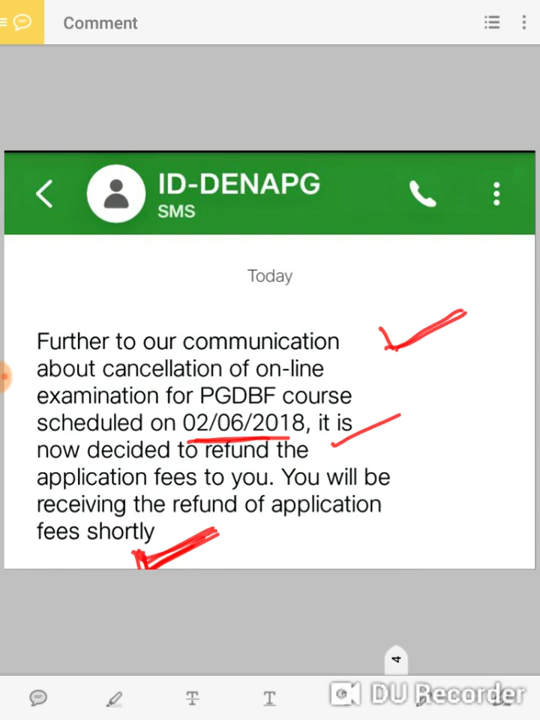 Comment
ID-DENAPG
SMS
Today
Further to our communication
about cancellation of on-line
examination for PGDBF course
scheduled on 02/06/2018, it is
now decided to refund the
application fees to you. You will be
receiving the refund of application
fees shortly
4
DU Recorder